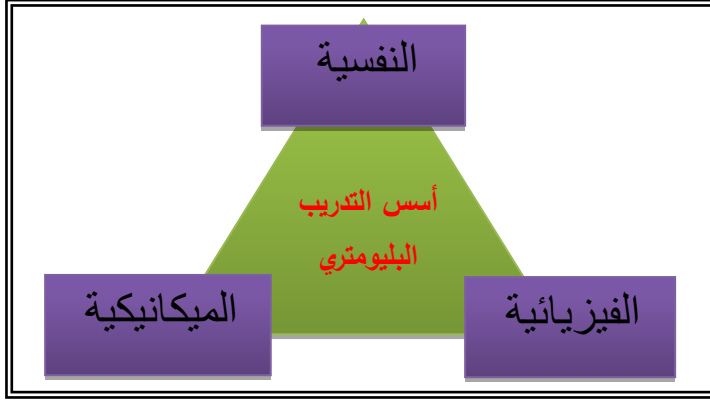 النفسية
أسس التدريب
البليومتري
الفيزيائية
الميكانيكية